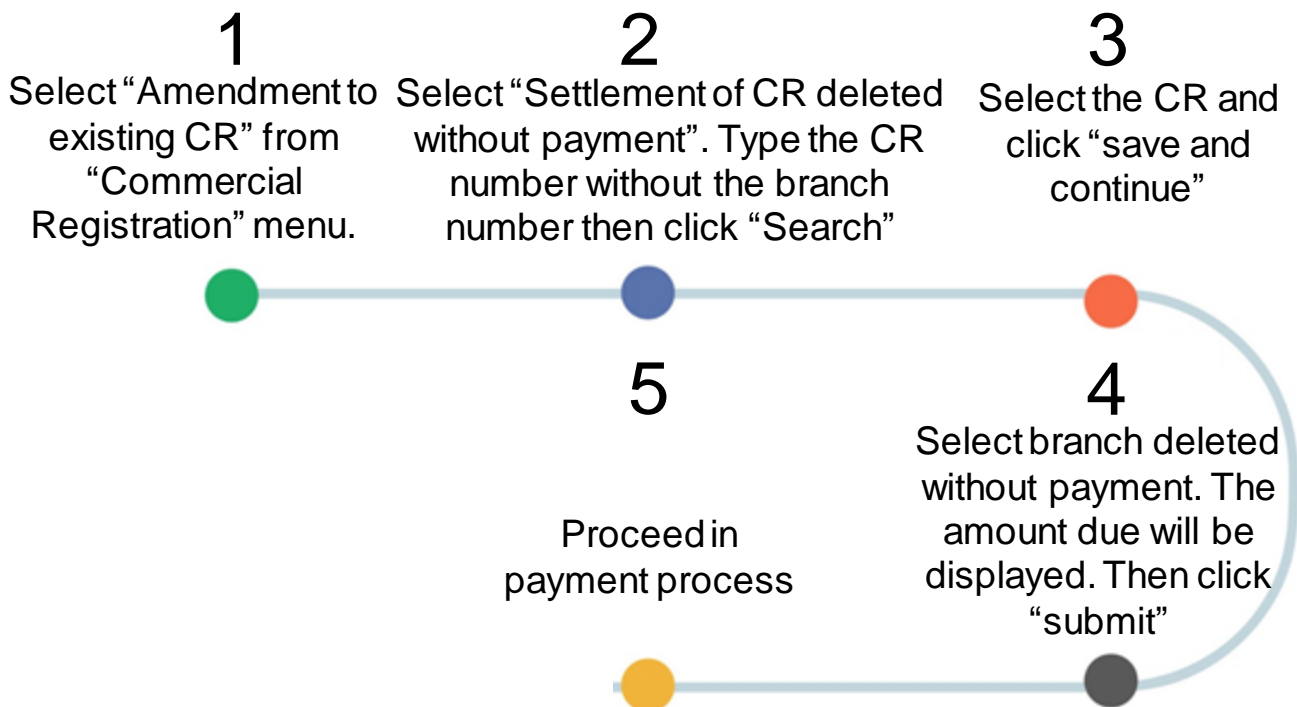 1
Select “Amendment to
existing CR” from
“Commercial
Registration” menu.
2
Select “Settlement of CR deleted
without payment”. Type the CR
number without the branch
number then click “Search”
3
Select the CR and
click “save and
continue”
4
Select branch deleted
without payment. The
amount due will be
displayed. Then click
“submit”
5
Proceed in
payment process